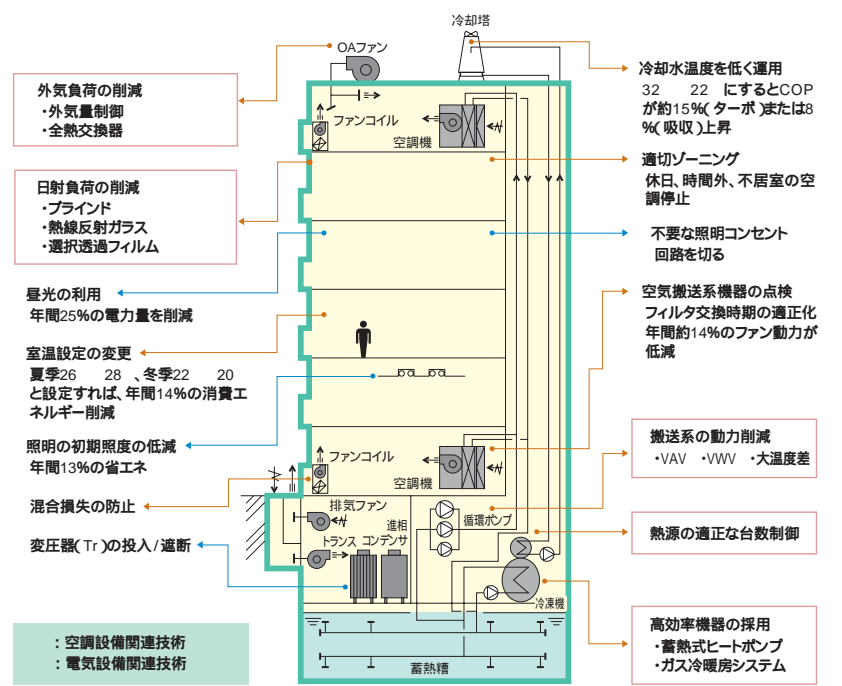 冷却塔
OAファン
外気負荷の削減
・外気量制御
・全熱交換器
冷却水温度を低く運用
32　22　にするとCOP
が約15%(ターボ)または8
%(吸収)上昇
ファンコイル
空調機
適切ゾーニング
休日、時間外、不居室の空
調停止
日射負荷の削減
・ブラインド
・熱線反射ガラス
・選択透過フィルム
不要な照明コンセント
回路を切る
昼光の利用
年間25%の電力量を削減
空気搬送系機器の点検
フィルタ交換時期の適正化
年間約14%のファン動力が
低減
室温設定の変更
夏季26　28　、冬季22　20
と設定すれば、年間14%の消費エ
ネルギー削減
照明の初期照度の低減
年間13%の省エネ
搬送系の動力削減
・VAV　・VWV　・大温度差
ファンコイル
空調機
混合損失の防止
排気ファン
循環ポンプ
進相
トランス コンデンサ
熱源の適正な台数制御
変圧器(Tr)の投入/遮断
冷凍機
高効率機器の採用
・蓄熱式ヒートポンプ
・ガス冷暖房システム
：空調設備関連技術
：電気設備関連技術
蓄熱槽